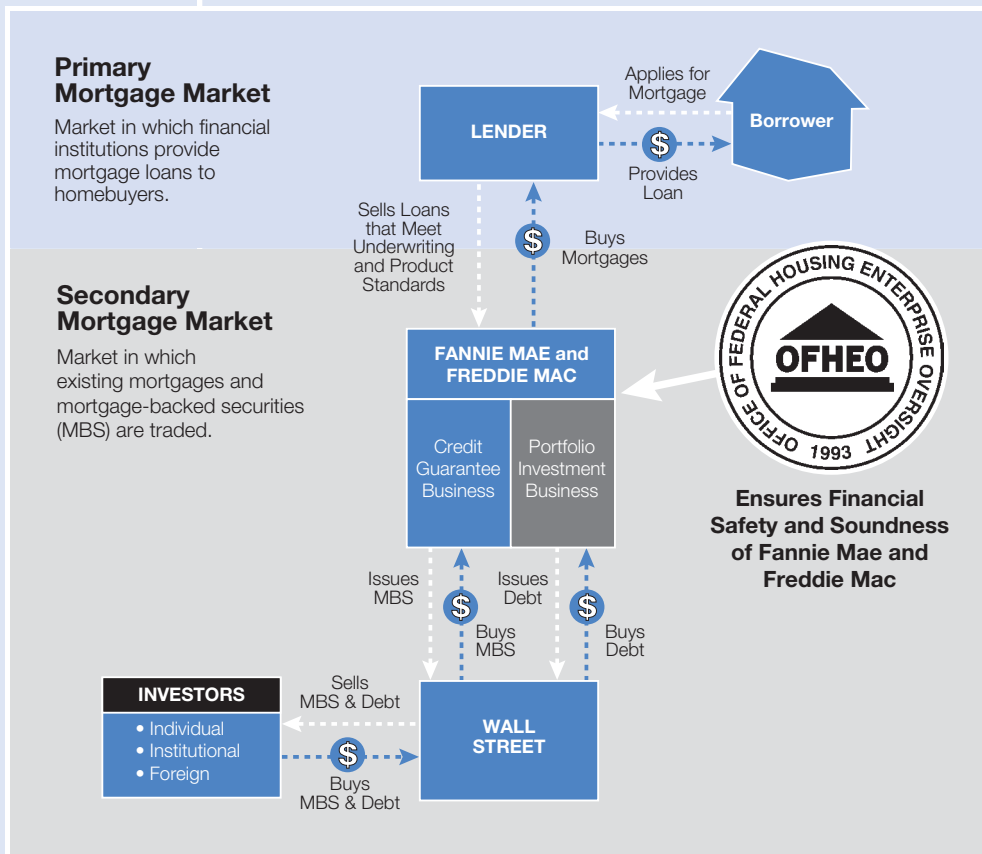 Primary
Mortgage Market
Market in which financial
institutions provide
mortgage loans to
homebuyers.
LENDER
Applies for
Mortgage
Borrower
$
Provides
Loan
Sells Loans
that Meet
Underwriting
and Product
Standards
$
Buys
Mortgages
Secondary
Mortgage Market
Market in which
existing mortgages and
mortgage-backed securities
(MBS) are traded.
FANNIE MAE and
FREDDIE MAC
Credit
Guarantee
Business
Portfolio
Investment
Business
OFFICE OF FEDERAL HOUSING ENTERPRISE OVERSIGHT
OFHEO
1993
Ensures Financial
Safety and Soundness
of Fannie Mae and
Freddie Mac
Issues
MBS
$
Buys
MBS
Issues
Debt
$
Buys
Debt
INVESTORS
• Individual
• Institutional
• Foreign
Sells
MBS & Debt
$
Buys
MBS & Debt
WALL
STREET